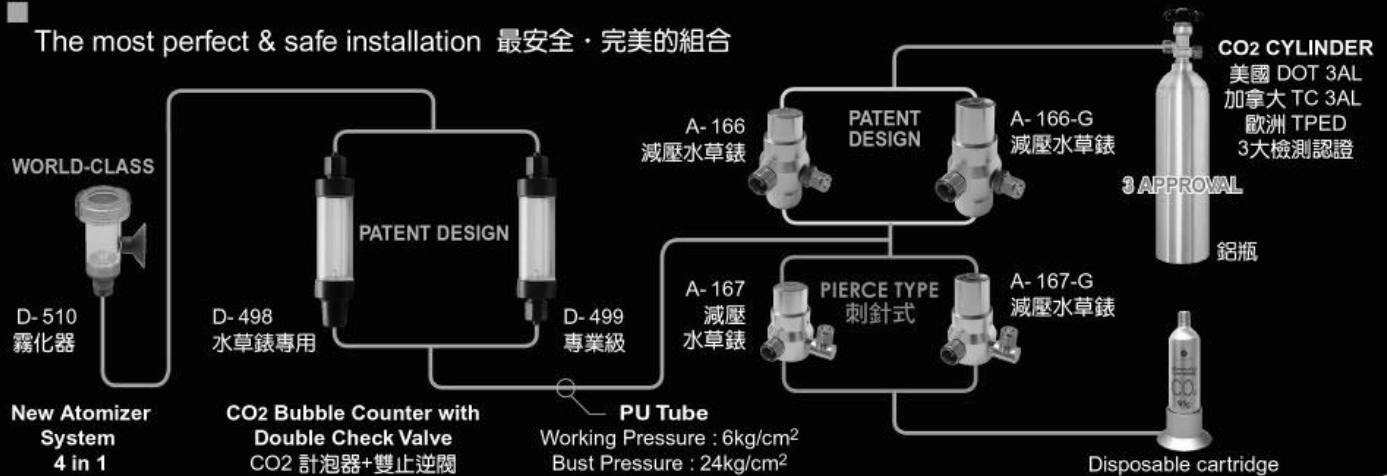 The most perfect & safe installation 最安全・完美的組合
WORLD-CLASS
D-510
霧化器
New Atomizer
System
4 in 1
PATENT DESIGN
D-498
水草錶專用
D-499
專業級
CO2 Bubble Counter with
Double Check Valve
CO2 計泡器+雙止逆閥
PU Tube
Working Pressure : 6kg/cm²
Bust Pressure : 24kg/cm²
A-166
減壓水草錶
PATENT
DESIGN
A-166-G
減壓水草錶
A-167
減壓
水草錶
PIERCE TYPE
刺針式
A-167-G
減壓水草錶
CO2 CYLINDER
美國 DOT 3AL
加拿大 TC 3AL
歐洲 TPED
3大檢測認證
3 APPROVAL
鋁瓶
CO2
95g
Disposable cartridge